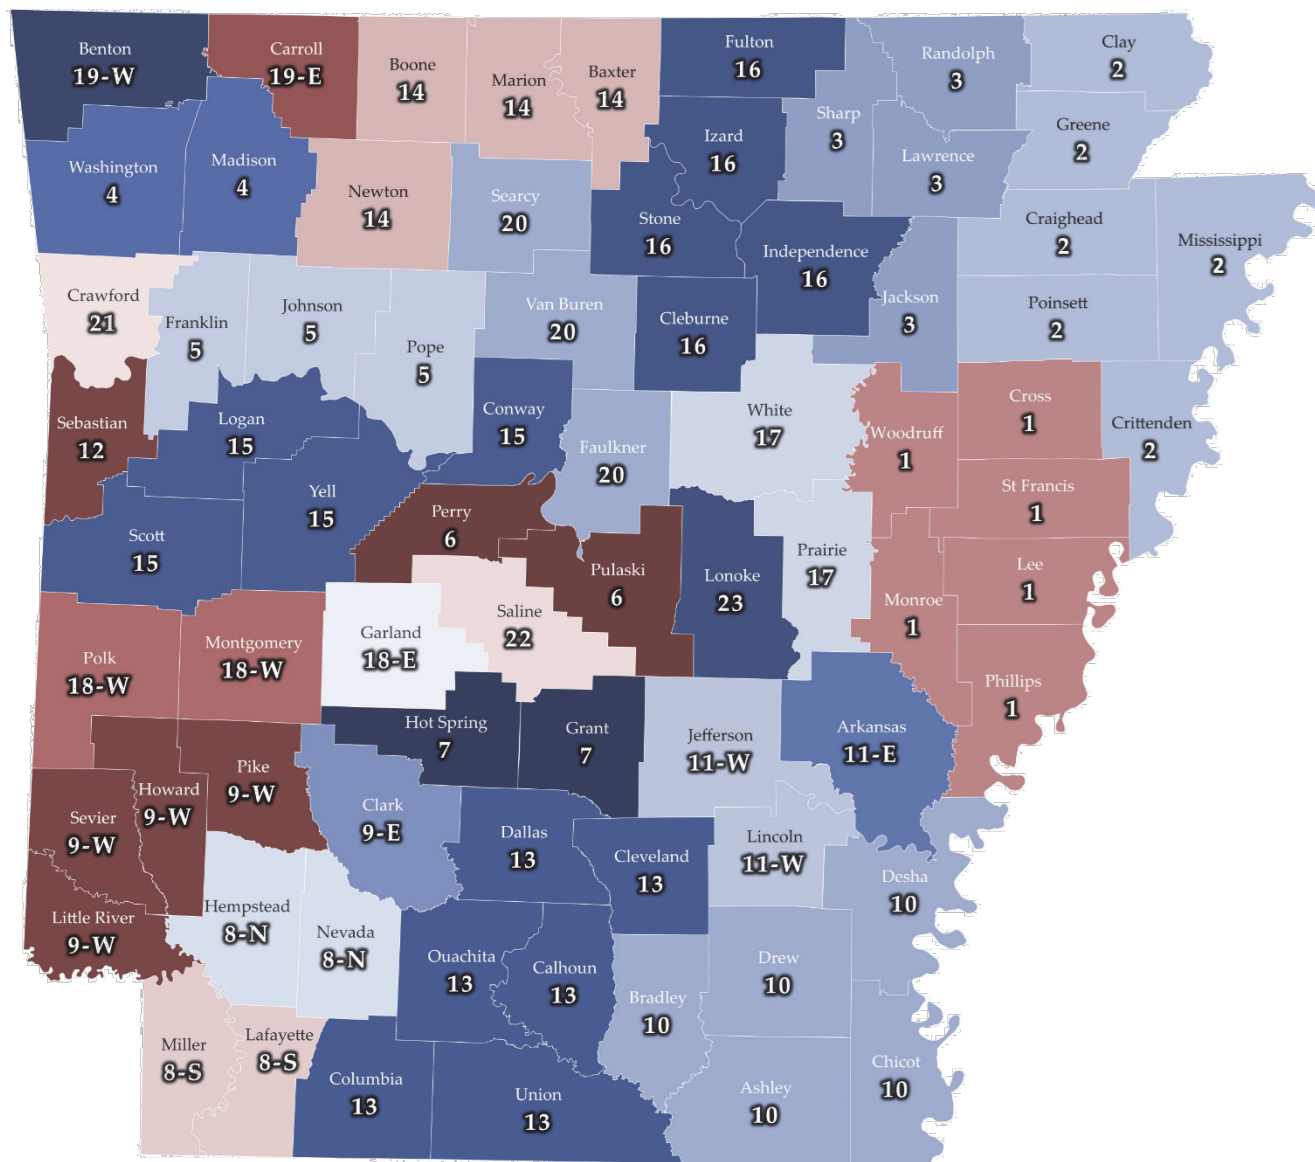 Benton
19-W
Carroll
19-E
Boone
14
Marion
14
Baxter
14
Fulton
16
Sharp
3
Randolph
3
Clay
2
Washington
4
Madison
4
Newton
14
Searcy
20
Izard
16
Stone
16
Independence
16
Lawrence
3
Greene
2
Craighead
2
Mississippi
2
Crawford
21
Franklin
5
Johnson
5
Pope
5
Van Buren
20
Cleburne
16
Jackson
3
Poinsett
2
Sebastian
12
Logan
15
Conway
15
Faulkner
20
White
17
Woodruff
1
Cross
1
Crittenden
2
Scott
15
Yell
15
Perry
6
Pulaski
6
Lonoke
23
Prairie
17
St Francis
1
Lee
1
Monroe
1
Phillips
1
Polk
18-W
Montgomery
18-W
Garland
18-E
Saline
22
Hot Spring
7
Grant
7
Jefferson
11-W
Arkansas
11-E
Sevier
9-W
Howard
9-W
Pike
9-W
Clark
9-E
Dallas
13
Cleveland
13
Lincoln
11-W
Desha
10
Little River
9-W
Hempstead
8-N
Nevada
8-N
Ouachita
13
Calhoun
13
Bradley
10
Drew
10
Miller
8-S
Lafayette
8-S
Columbia
13
Union
13
Ashley
10
Chicot
10